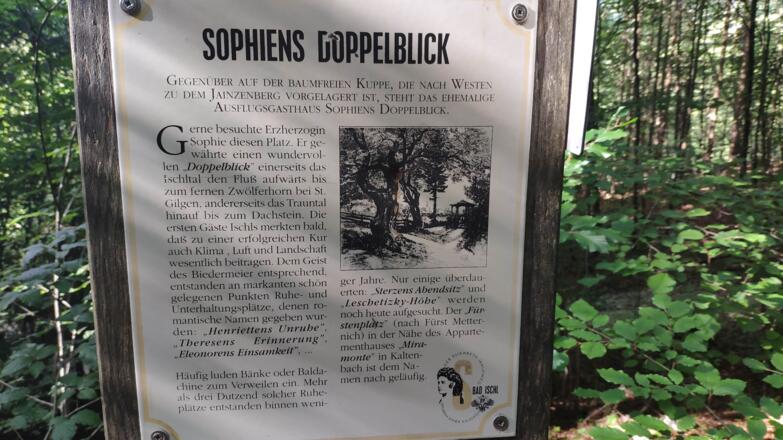 SOPHIENS DOPPELBLICK
GEGENÜBER AUF DER BAUMFREIEN KUPPE, DIE NACH WESTEN
ZU DEM JAINZENBERG VORGELAGERT IST, STEHT DAS EHEMALIGE
AUSFLUGSGASTHAUS SOPHIENS DOPPELBLICK.
Gerne besuchte Erzherzogin
Sophie diesen Platz. Er ge-
währte einen wundervol-
len „Doppelblick" einerseits das
Ischltal den Fluß aufwärts bis
zum fernen Zwölferhorn bei St.
Gilgen, andererseits das Trauntal
hinauf bis zum Dachstein. Die
ersten Gäste Ischls merkten bald,
daß zu einer erfolgreichen Kur
auch Klima, Luft und Landschaft
wesentlich beitragen. Dem Geist
des Biedermeier entsprechend,
entstanden an markanten schön
gelegenen Punkten Ruhe- und
Unterhaltungsplätze, denen ro-
mantische Namen gegeben wur-
den: „Henriettens Unruhe",
„Theresens Erinnerung",
„Eleonorens Einsamkeit", ...
Häufig luden Bänke oder Balda-
chine zum Verweilen ein. Mehr
als drei Dutzend solcher Ruhe-
plätze entstanden binnen weni-
ger Jahre. Nur einige überdau-
erten: „Sterzens Abendsitz" und
„Leschetizky-Höhe" werden
noch heute aufgesucht. Der „Für-
stenplatz" (nach Fürst Metter-
nich) in der Nähe des Apparte-
menthauses „Mira-
monte" in Kalten-
bach ist dem Na-
men nach geläufig.
S
BAD ISCHL